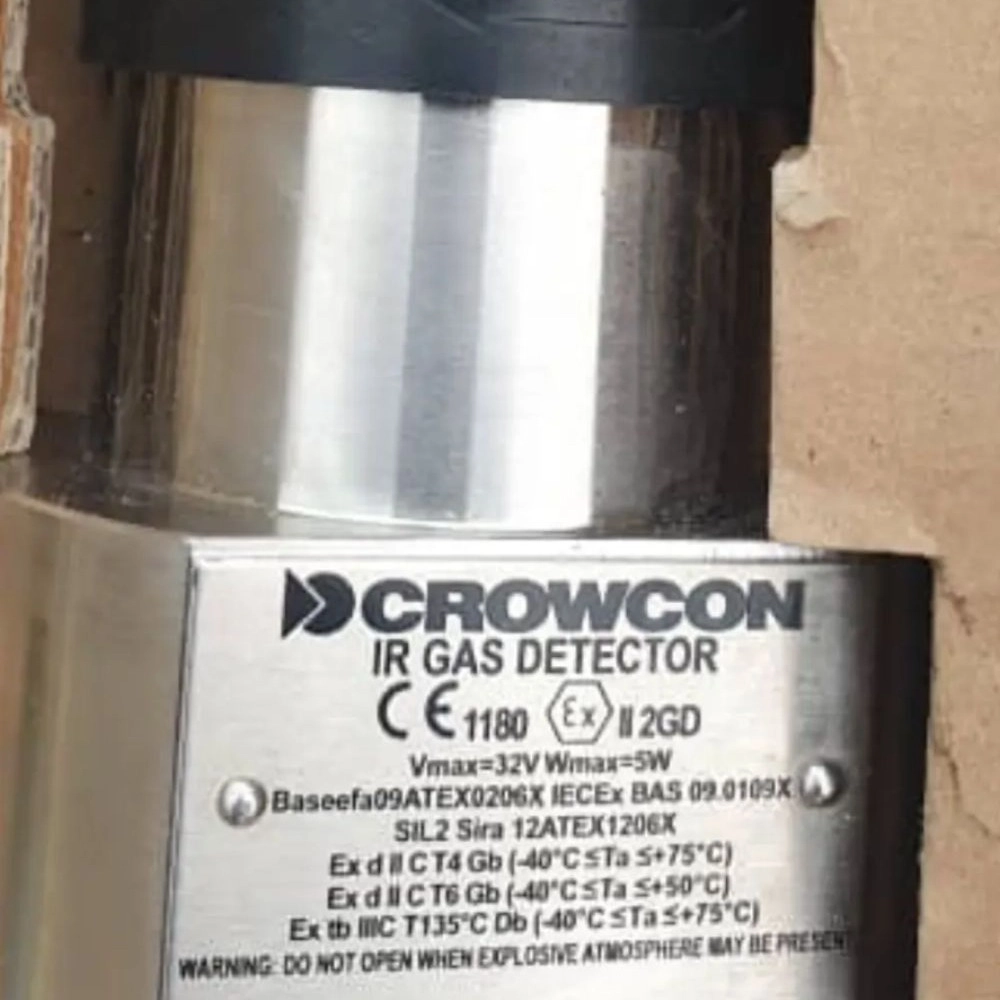 CROWCON
IR GAS DETECTOR
CE 1180 Ex II 2GD
Vmax=32V Wmax=5W
Baseefa09ATEX0206X IECEx BAS 09.0109X
SIL2 Sira 12ATEX1206X
Ex d II C T4 Gb (-40°C ≤Ta ≤+75°C)
Ex d II C T6 Gb (-40°C ≤Ta ≤+50°C)
Ex tb IIIC T135°C Db (-40°C ≤Ta ≤+75°C)
WARNING: DO NOT OPEN WHEN EXPLOSIVE ATMOSPHERE MAY BE PRESENT